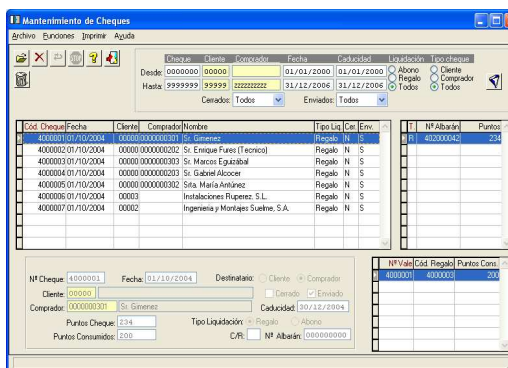 Mantenimiento de Cheques
Archivo Funciones Imprimir Ayuda
Cheque Cliente Comprador Fecha Caducidad Liquidación Tipo cheque
Desde: 0000000 00000 01/01/2000 01/01/2000 Abono Cliente
Hasta: 9999999 99999 zzzzzzzzzz 31/12/2006 31/12/2006 Regalo Comprador
Todos Todos
Cerrados: Todos Enviados: Todos
Cód. Cheque Fecha Cliente Comprador Nombre Tipo Liq. Cer. Env.
4000001 01/10/2004 00000 0000000301 Sr. Gimenez Regalo N S
4000002 01/10/2004 00000 0000000202 Sr. Enrique Fures (Tecnico) Regalo N S
4000003 01/10/2004 00000 0000000303 Sr. Marcos Eguizábal Regalo N S
4000004 01/10/2004 00000 0000000203 Sr. Gabriel Alcocer Regalo N S
4000005 01/10/2004 00000 0000000302 Srta. María Antúnez Regalo N S
4000006 01/10/2004 00003 Instalaciones Ruperez. S.L. Regalo N S
4000007 01/10/2004 00002 Ingenieria y Montajes Suelme, S.A. Regalo N S
T. Nº Albarán Puntos
R 402000042 234
Nº Cheque: 4000001 Fecha: 01/10/2004 Destinatario: Cliente Comprador
Cliente: 00000 Cerrado Enviado
Comprador: 0000000301 Sr. Gimenez Caducidad: 30/12/2004
Puntos Cheque: 234 Tipo Liquidación: Regalo Abono
Puntos Consumidos: 200 C/R: Nº Albarán: 000000000
Nº Vale Cód. Regalo Puntos Cons.
4000001 4000003 200